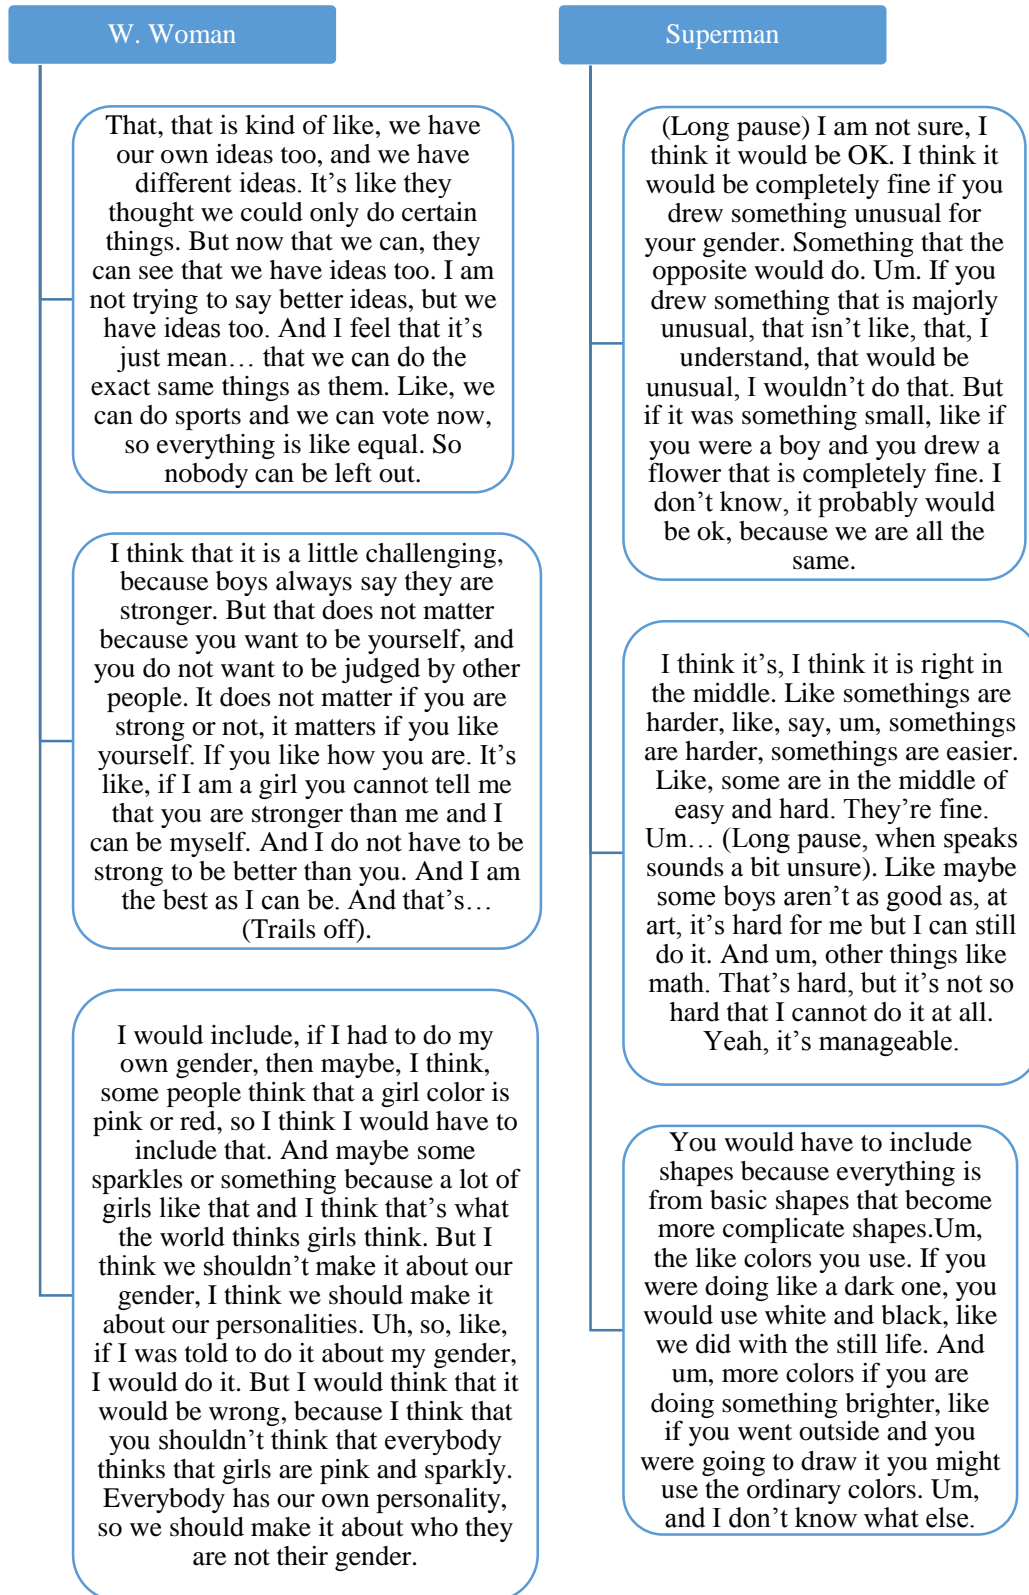 W. Woman
That, that is kind of like, we have
our own ideas too, and we have
different ideas. It’s like they
thought we could only do certain
things. But now that we can, they
can see that we have ideas too. I am
not trying to say better ideas, but we
have ideas too. And I feel that it’s
just mean… that we can do the
exact same things as them. Like, we
can do sports and we can vote now,
so everything is like equal. So
nobody can be left out.
I think that it is a little challenging,
because boys always say they are
stronger. But that does not matter
because you want to be yourself, and
you do not want to be judged by other
people. It does not matter if you are
strong or not, it matters if you like
yourself. If you like how you are. It’s
like, if I am a girl you cannot tell me
that you are stronger than me and I
can be myself. And I do not have to be
strong to be better than you. And I am
the best as I can be. And that’s…
(Trails off).
I would include, if I had to do my
own gender, then maybe, I think,
some people think that a girl color is
pink or red, so I think I would have to
include that. And maybe some
sparkles or something because a lot of
girls like that and I think that’s what
the world thinks girls think. But I
think we shouldn’t make it about our
gender, I think we should make it
about our personalities. Uh, so, like,
if I was told to do it about my gender,
I would do it. But I would think that it
would be wrong, because I think that
you shouldn’t think that everybody
thinks that girls are pink and sparkly.
Everybody has our own personality,
so we should make it about who they
are not their gender.
Superman
(Long pause) I am not sure, I
think it would be OK. I think it
would be completely fine if you
drew something unusual for
your gender. Something that the
opposite would do. Um. If you
drew something that is majorly
unusual, that isn’t like, that, I
understand, that would be
unusual, I wouldn’t do that. But
if it was something small, like if
you were a boy and you drew a
flower that is completely fine. I
don’t know, it probably would
be ok, because we are all the
same.
I think it’s, I think it is right in
the middle. Like somethings are
harder, like, say, um, somethings
are harder, somethings are easier.
Like, some are in the middle of
easy and hard. They’re fine.
Um… (Long pause, when speaks
sounds a bit unsure). Like maybe
some boys aren’t as good as, at
art, it’s hard for me but I can still
do it. And um, other things like
math. That’s hard, but it’s not so
hard that I cannot do it at all.
Yeah, it’s manageable.
You would have to include
shapes because everything is
from basic shapes that become
more complicate shapes.Um,
the like colors you use. If you
were doing like a dark one, you
would use white and black, like
we did with the still life. And
um, more colors if you are
doing something brighter, like
if you went outside and you
were going to draw it you might
use the ordinary colors. Um,
and I don’t know what else.